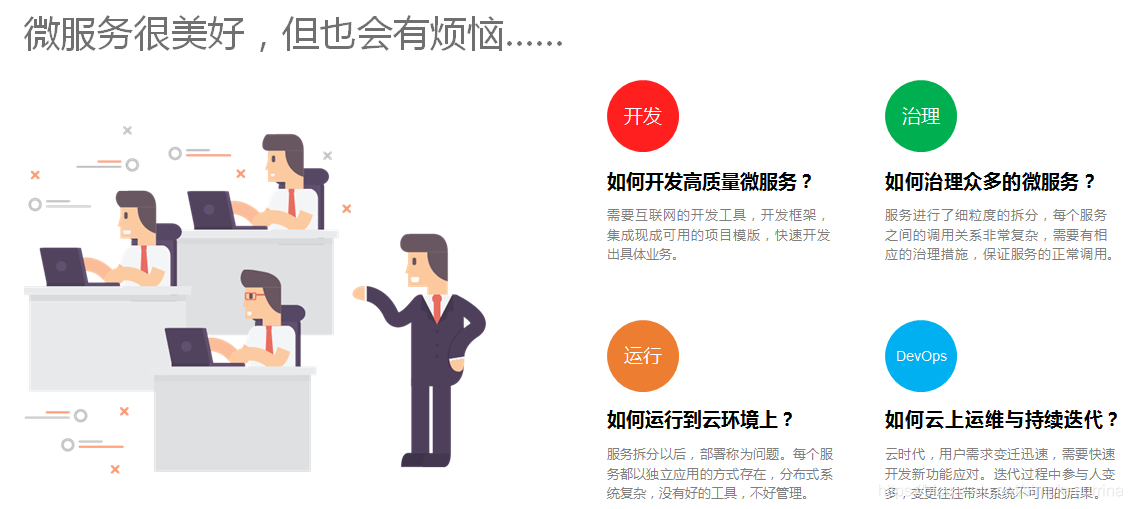 微服务很美好，但也会有烦恼……
开发
如何开发高质量微服务？
需要互联网的开发工具，开发框架，
集成现成可用的项目模版，快速开发
出具体业务。
治理
如何治理众多的微服务？
服务进行了细粒度的拆分，每个服务
之间的调用关系非常复杂，需要有相
应的治理措施，保证服务的正常调用。
运行
如何运行到云环境上？
服务拆分以后，部署称为问题。每个服
务都以独立应用的方式存在，分布式系
统复杂，没有好的工具，不好管理。
DevOps
如何云上运维与持续迭代？
云时代，用户需求变迁迅速，需要快速
开发新功能应对。迭代过程中参与人变
多，变更往往带来系统不可用的后果。